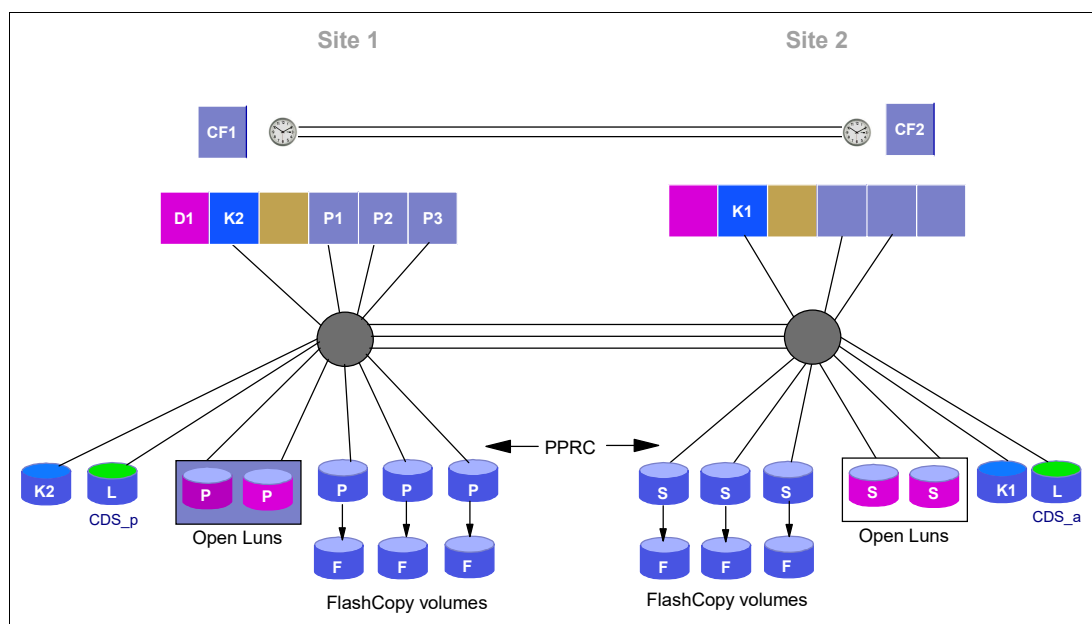 Site 1
Site 2
CF1
CF2
D1 K2 P1 P2 P3
K1
PPRC
K2 L P P P P P
S S S S S K1 L
CDS_p
CDS_a
Open Luns
Open Luns
F F F
F F F
FlashCopy volumes
FlashCopy volumes